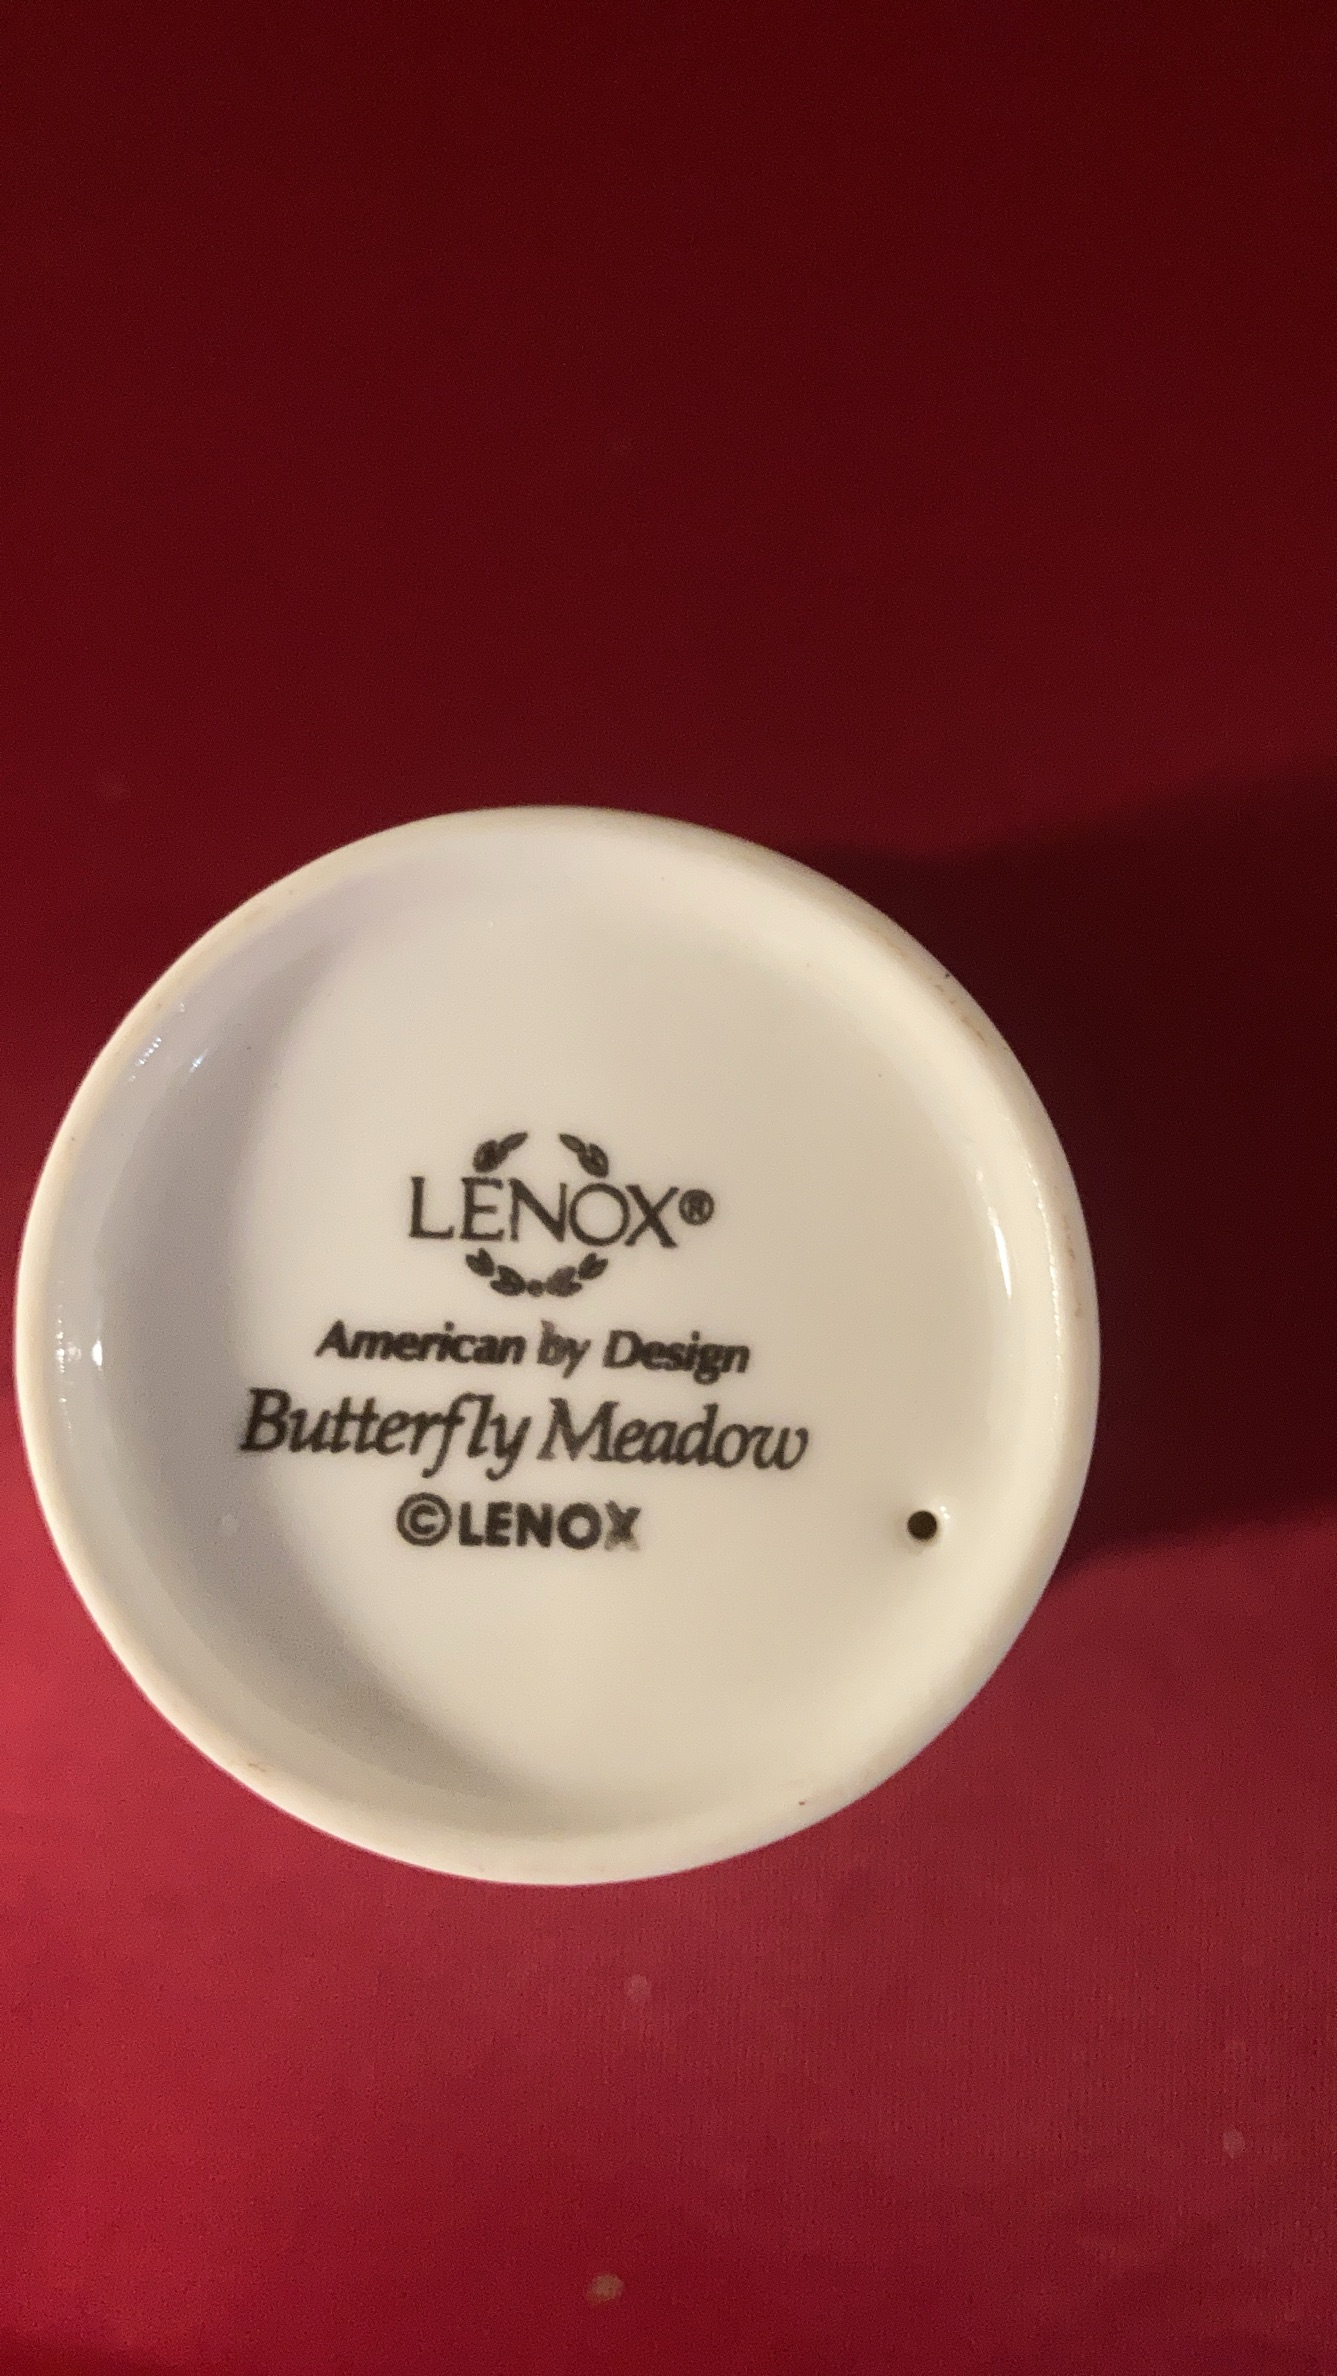 LENOX®
American by Design
Butterfly Meadow
©LENOX